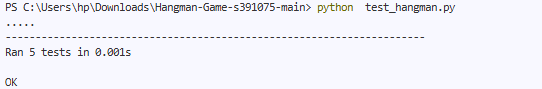 PS C:\Users\hp\Downloads\Hangman-Game-s391075-main> python  test_hangman.py
.....
----------------------------------------------------------------------
Ran 5 tests in 0.001s

OK